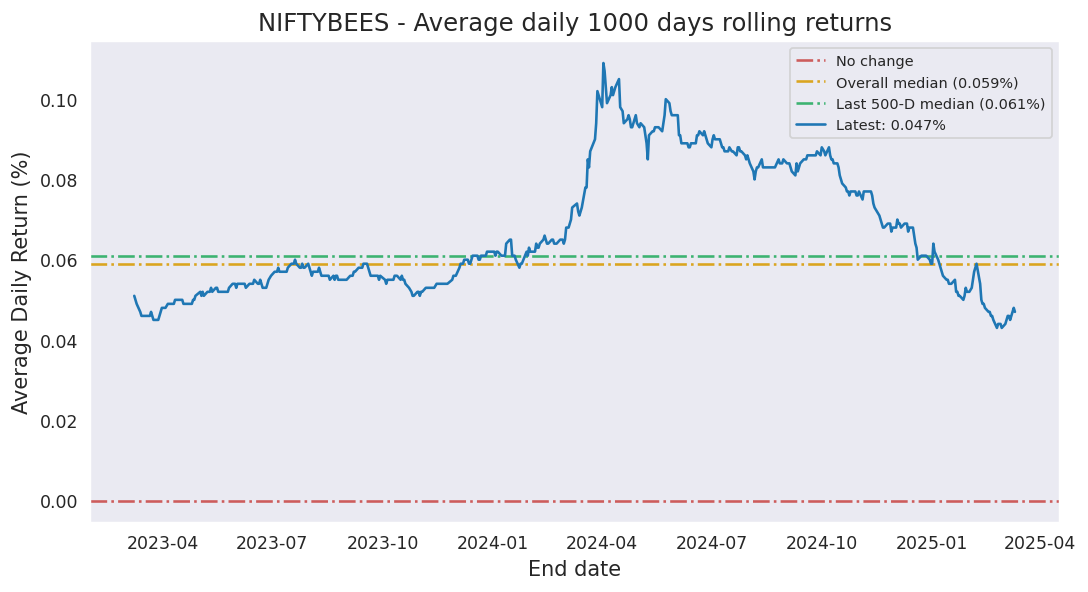 NIFTYBEES - Average daily 1000 days rolling returns
No change
Overall median (0.059%)
Last 500-D median (0.061%)
Latest: 0.047%
Average Daily Return (%)
0.10
0.08
0.06
0.04
0.02
0.00
2023-04 2023-07 2023-10 2024-01 2024-04 2024-07 2024-10 2025-01 2025-04
End date